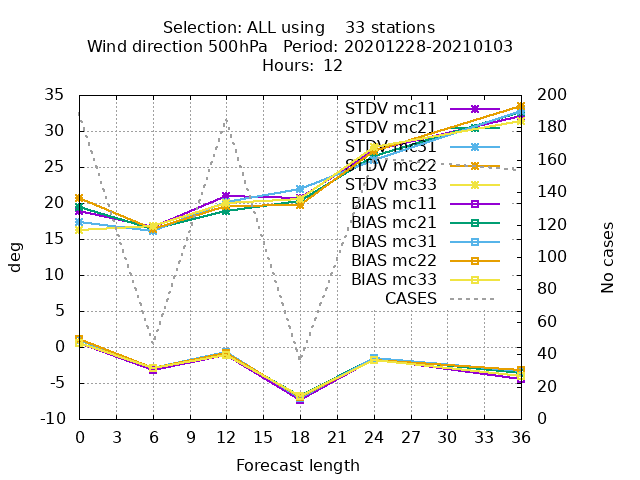 Selection: ALL using    33 stations
Wind direction 500hPa   Period: 20201228-20210103
Hours: 12
35 200
30 180
25 160
20 140
15 120
10 100
5 80
0 60
-5 40
-10 20
0
STDV mc11
STDV mc21
STDV mc31
STDV mc22
STDV mc33
BIAS mc11
BIAS mc21
BIAS mc31
BIAS mc22
BIAS mc33
CASES
deg
No cases
0 3 6 9 12 15 18 21 24 27 30 33 36
Forecast length